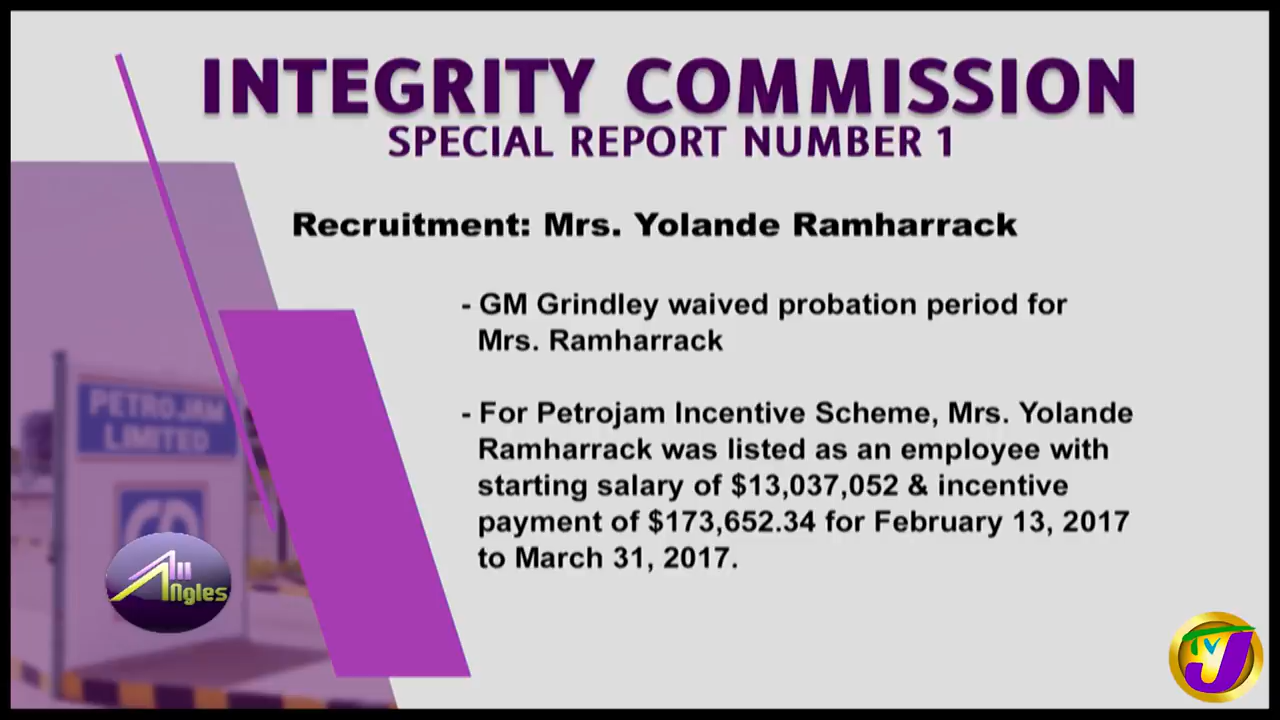 INTEGRITY COMMISSION
SPECIAL REPORT NUMBER 1
Recruitment: Mrs. Yolande Ramharrack
- GM Grindley waived probation period for
Mrs. Ramharrack
- For Petrojam Incentive Scheme, Mrs. Yolande
Ramharrack was listed as an employee with
starting salary of $13,037,052 & incentive
payment of $173,652.34 for February 13, 2017
to March 31, 2017.
PETROJAM
LIMITED
All
Angles
TVJ